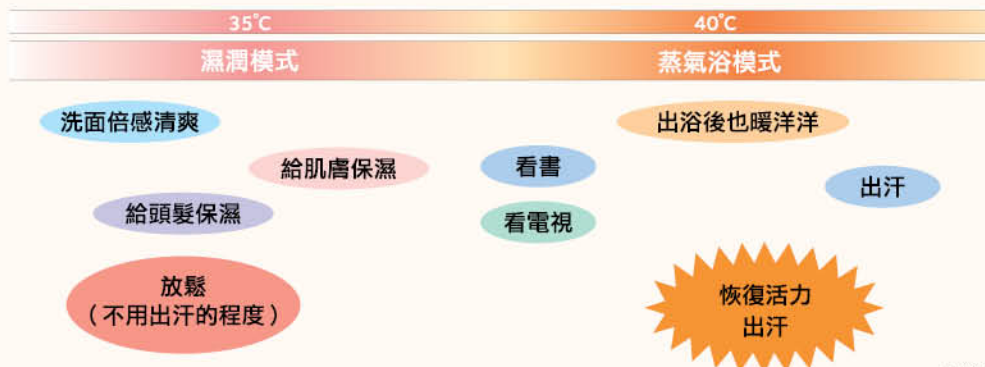 35℃
40℃
濕潤模式
蒸氣浴模式
洗面倍感清爽
出浴後也暖洋洋
給肌膚保濕
看書
出汗
給頭髮保濕
看電視
放鬆
（不用出汗的程度）
恢復活力
出汗